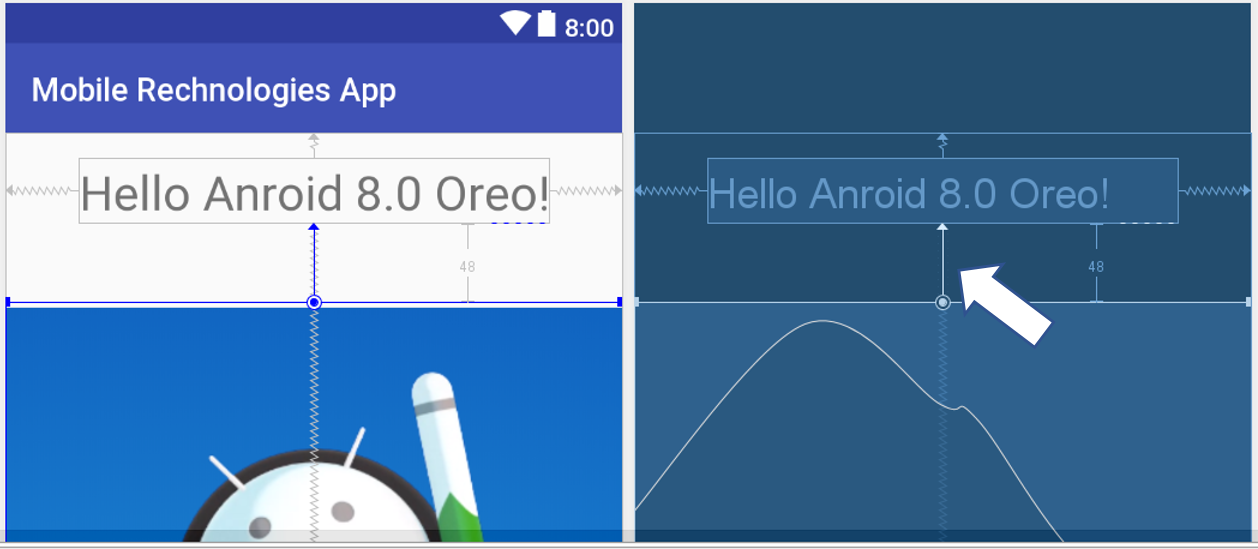 8:00
Mobile Rechnologies App
Hello Anroid 8.0 Oreo!
Hello Anroid 8.0 Oreo!
48
48